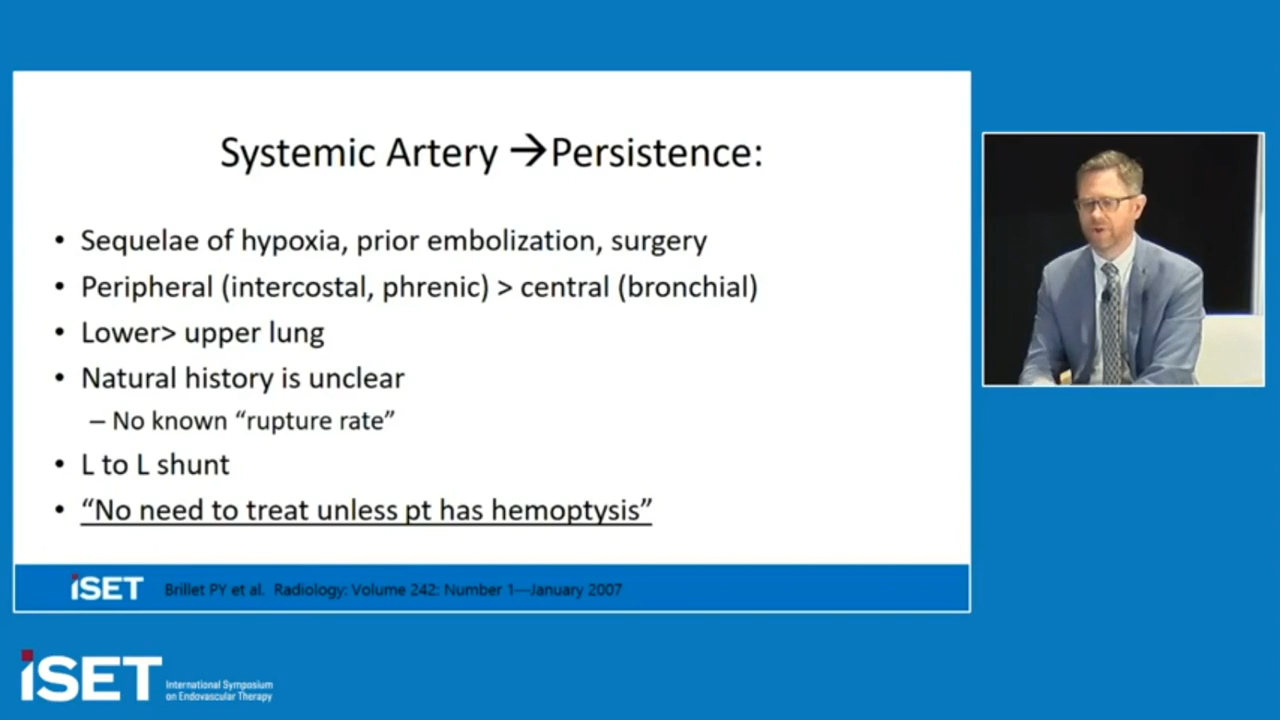 Systemic Artery →Persistence:
• Sequelae of hypoxia, prior embolization, surgery
• Peripheral (intercostal, phrenic) > central (bronchial)
• Lower> upper lung
• Natural history is unclear
– No known “rupture rate”
• L to L shunt
• “No need to treat unless pt has hemoptysis”
iSET
Brillet PY et al. Radiology: Volume 242: Number 1—January 2007
iSET
International Symposium
on Endovascular Therapy